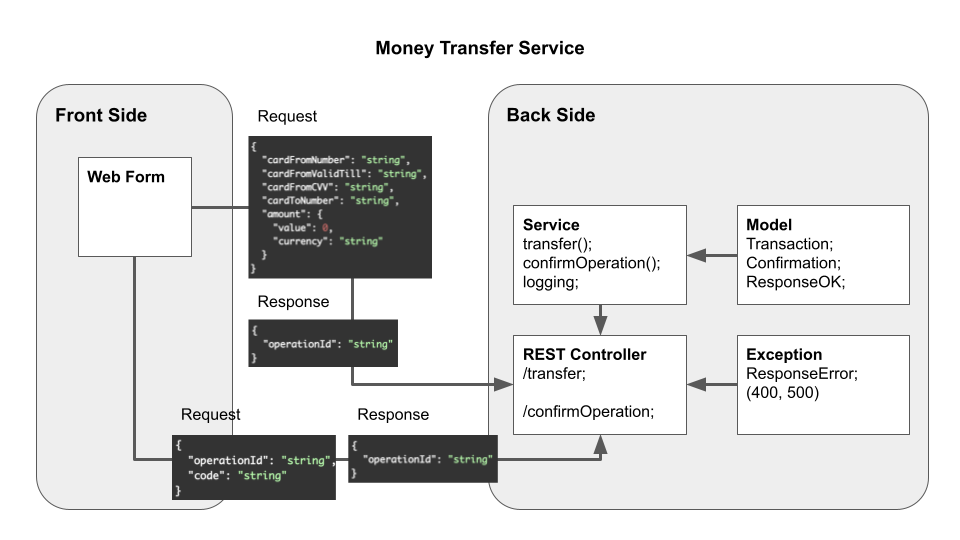 Money Transfer Service
Front Side
Web Form
Request
{
"cardFromNumber": "string",
"cardFromValidTill": "string",
"cardFromCVV": "string",
"cardToNumber": "string",
"amount": {
"value": 0,
"currency": "string"
}
}
Response
{
"operationId": "string"
}
Request
{
"operationId": "string",
"code": "string"
}
Response
{
"operationId": "string"
}
Back Side
Service
transfer();
confirmOperation();
logging;
Model
Transaction;
Confirmation;
ResponseOK;
REST Controller
/transfer;
/confirmOperation;
Exception
ResponseError;
(400, 500)